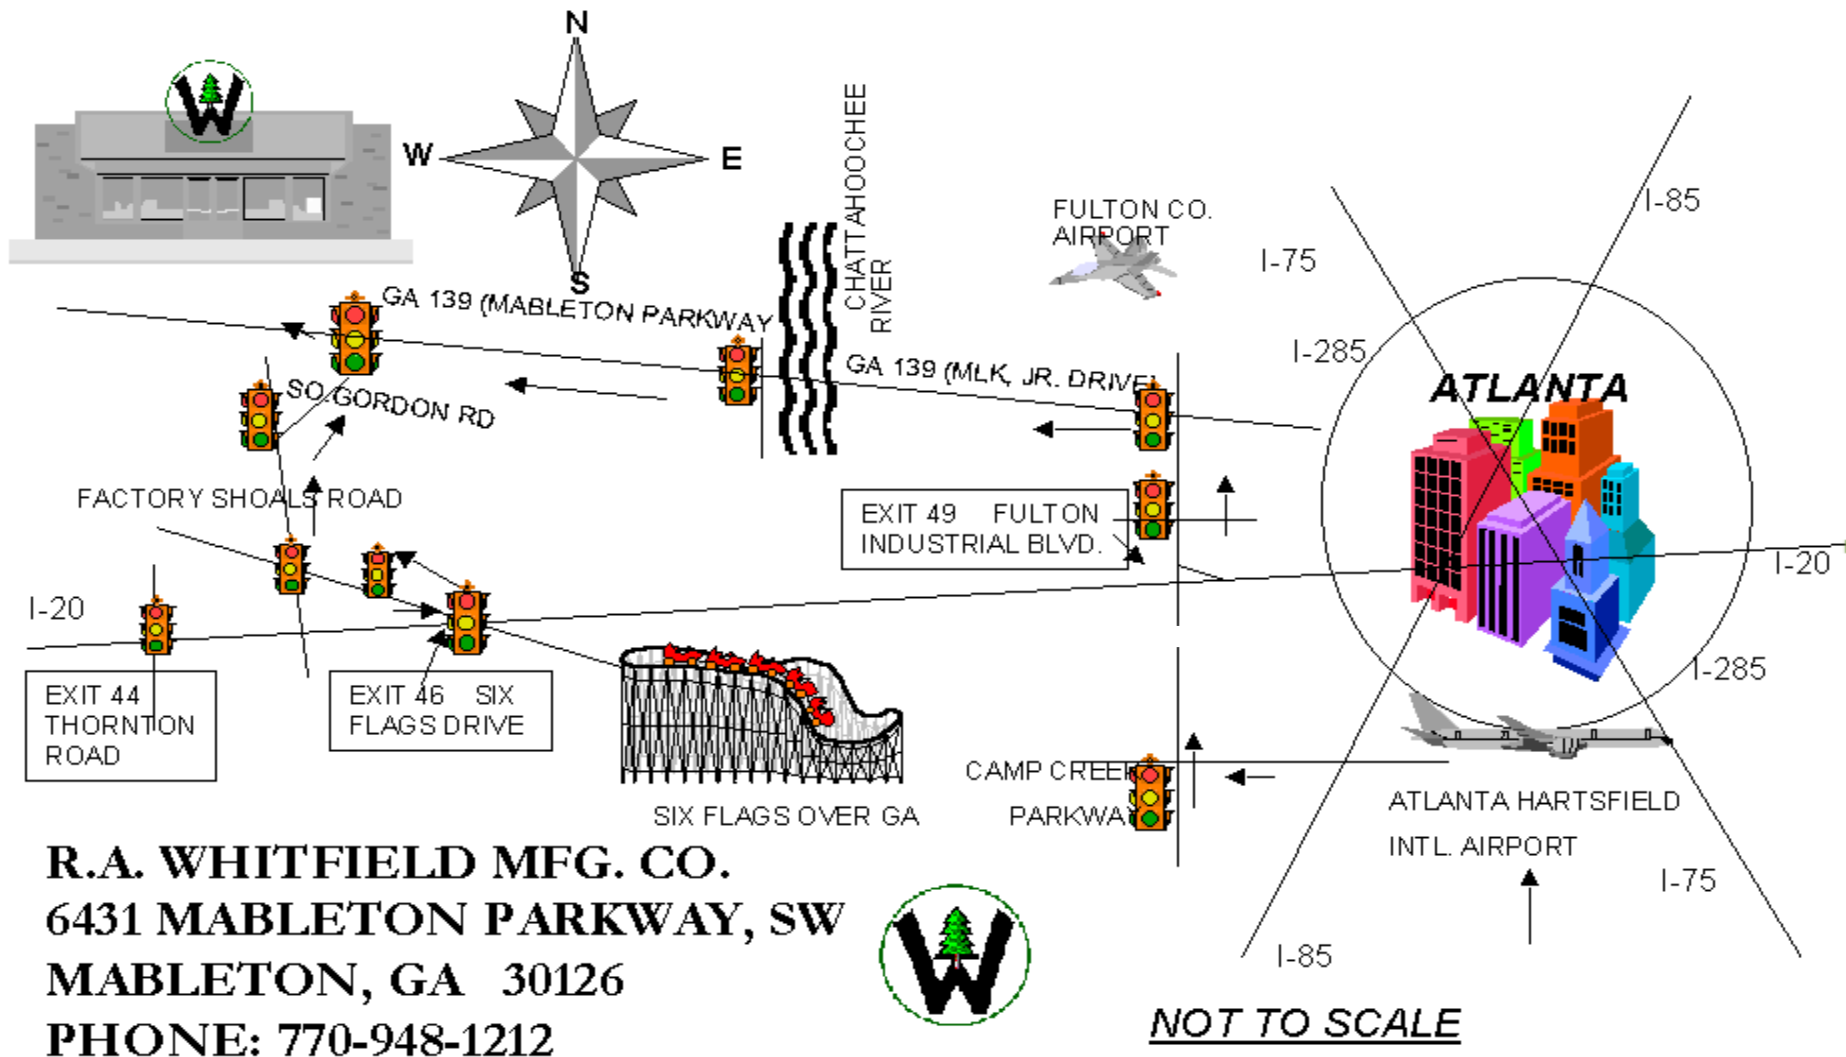 N
W
E
S
W
CHATTAHOOCHEE
RIVER
FULTON CO.
AIRPORT
I-85
I-75
I-285
GA 139 (MABLETON PARKWAY
GA 139 (MLK, JR. DRIVE)
ATLANTA
SO GORDON RD
FACTORY SHOALS ROAD
EXIT 49 FULTON
INDUSTRIAL BLVD.
I-20
I-20
EXIT 44
THORNTON
ROAD
EXIT 46 SIX
FLAGS DRIVE
I-285
CAMP CREEK
PARKWA
SIX FLAGS OVER GA
ATLANTA HARTSFIELD
INTL. AIRPORT
I-75
I-85
R.A. WHITFIELD MFG. CO.
6431 MABLETON PARKWAY, SW
MABLETON, GA 30126
PHONE: 770-948-1212
W
NOT TO SCALE